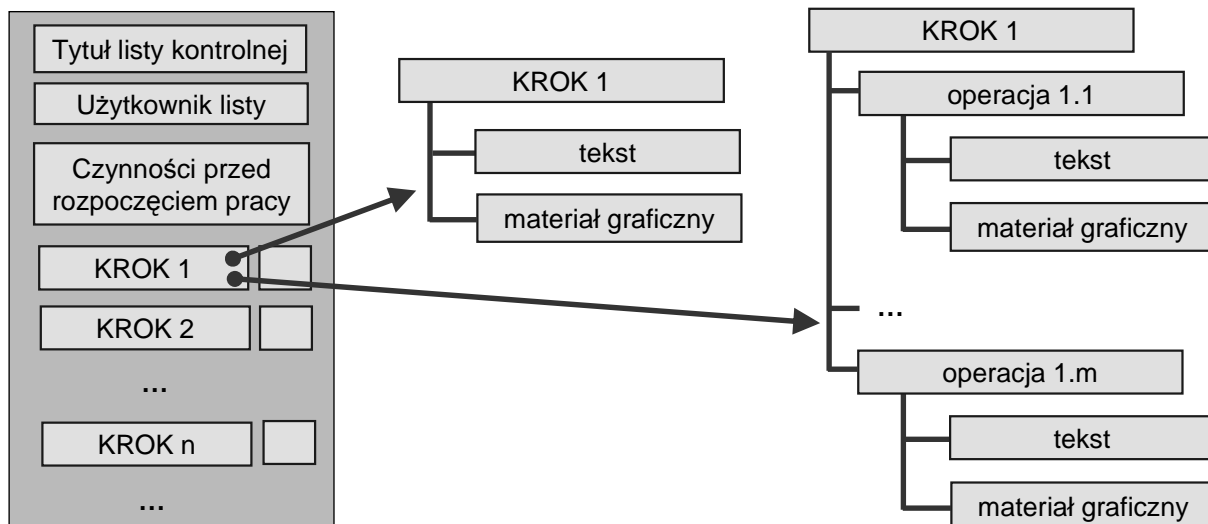 Tytuł listy kontrolnej
Użytkownik listy
Czynności przed
rozpoczęciem pracy
KROK 1
KROK 2
...
KROK n
...
KROK 1
tekst
materiał graficzny
KROK 1
operacja 1.1
tekst
materiał graficzny
...
operacja 1.m
tekst
materiał graficzny